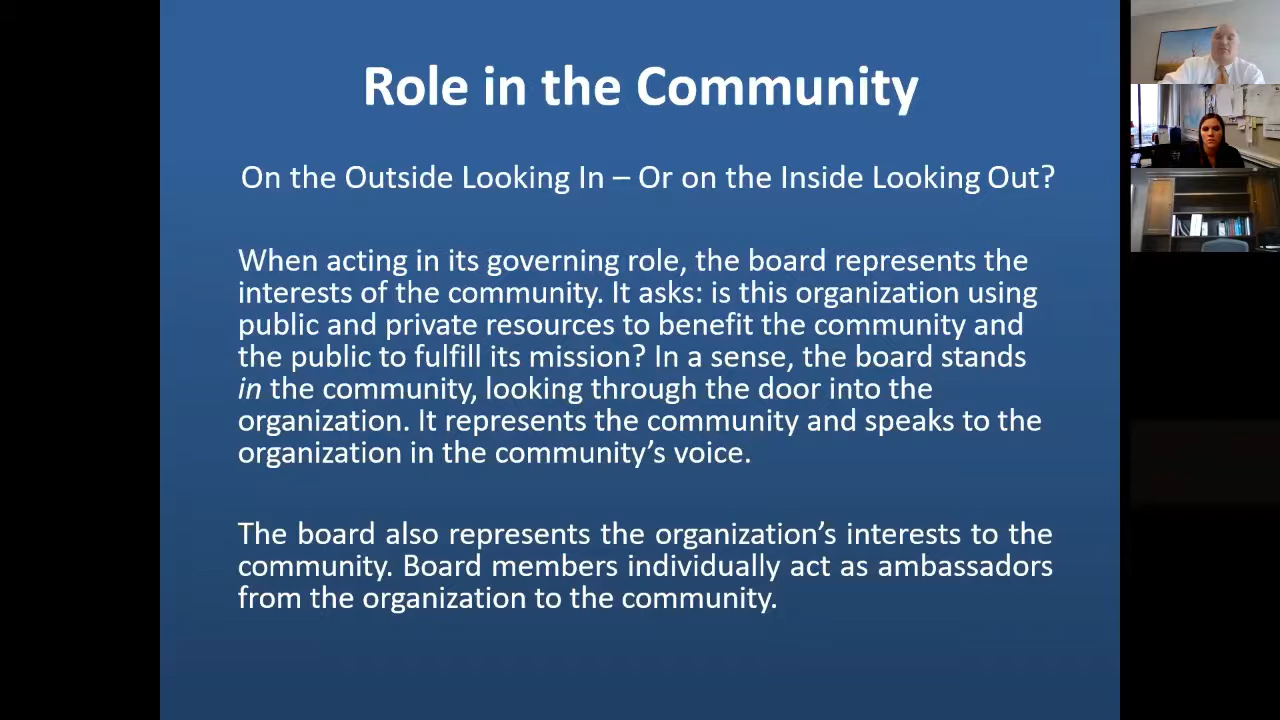 Role in the Community
On the Outside Looking In – Or on the Inside Looking Out?
When acting in its governing role, the board represents the
interests of the community. It asks: is this organization using
public and private resources to benefit the community and
the public to fulfill its mission? In a sense, the board stands
in the community, looking through the door into the
organization. It represents the community and speaks to the
organization in the community’s voice.
The board also represents the organization’s interests to the
community. Board members individually act as ambassadors
from the organization to the community.